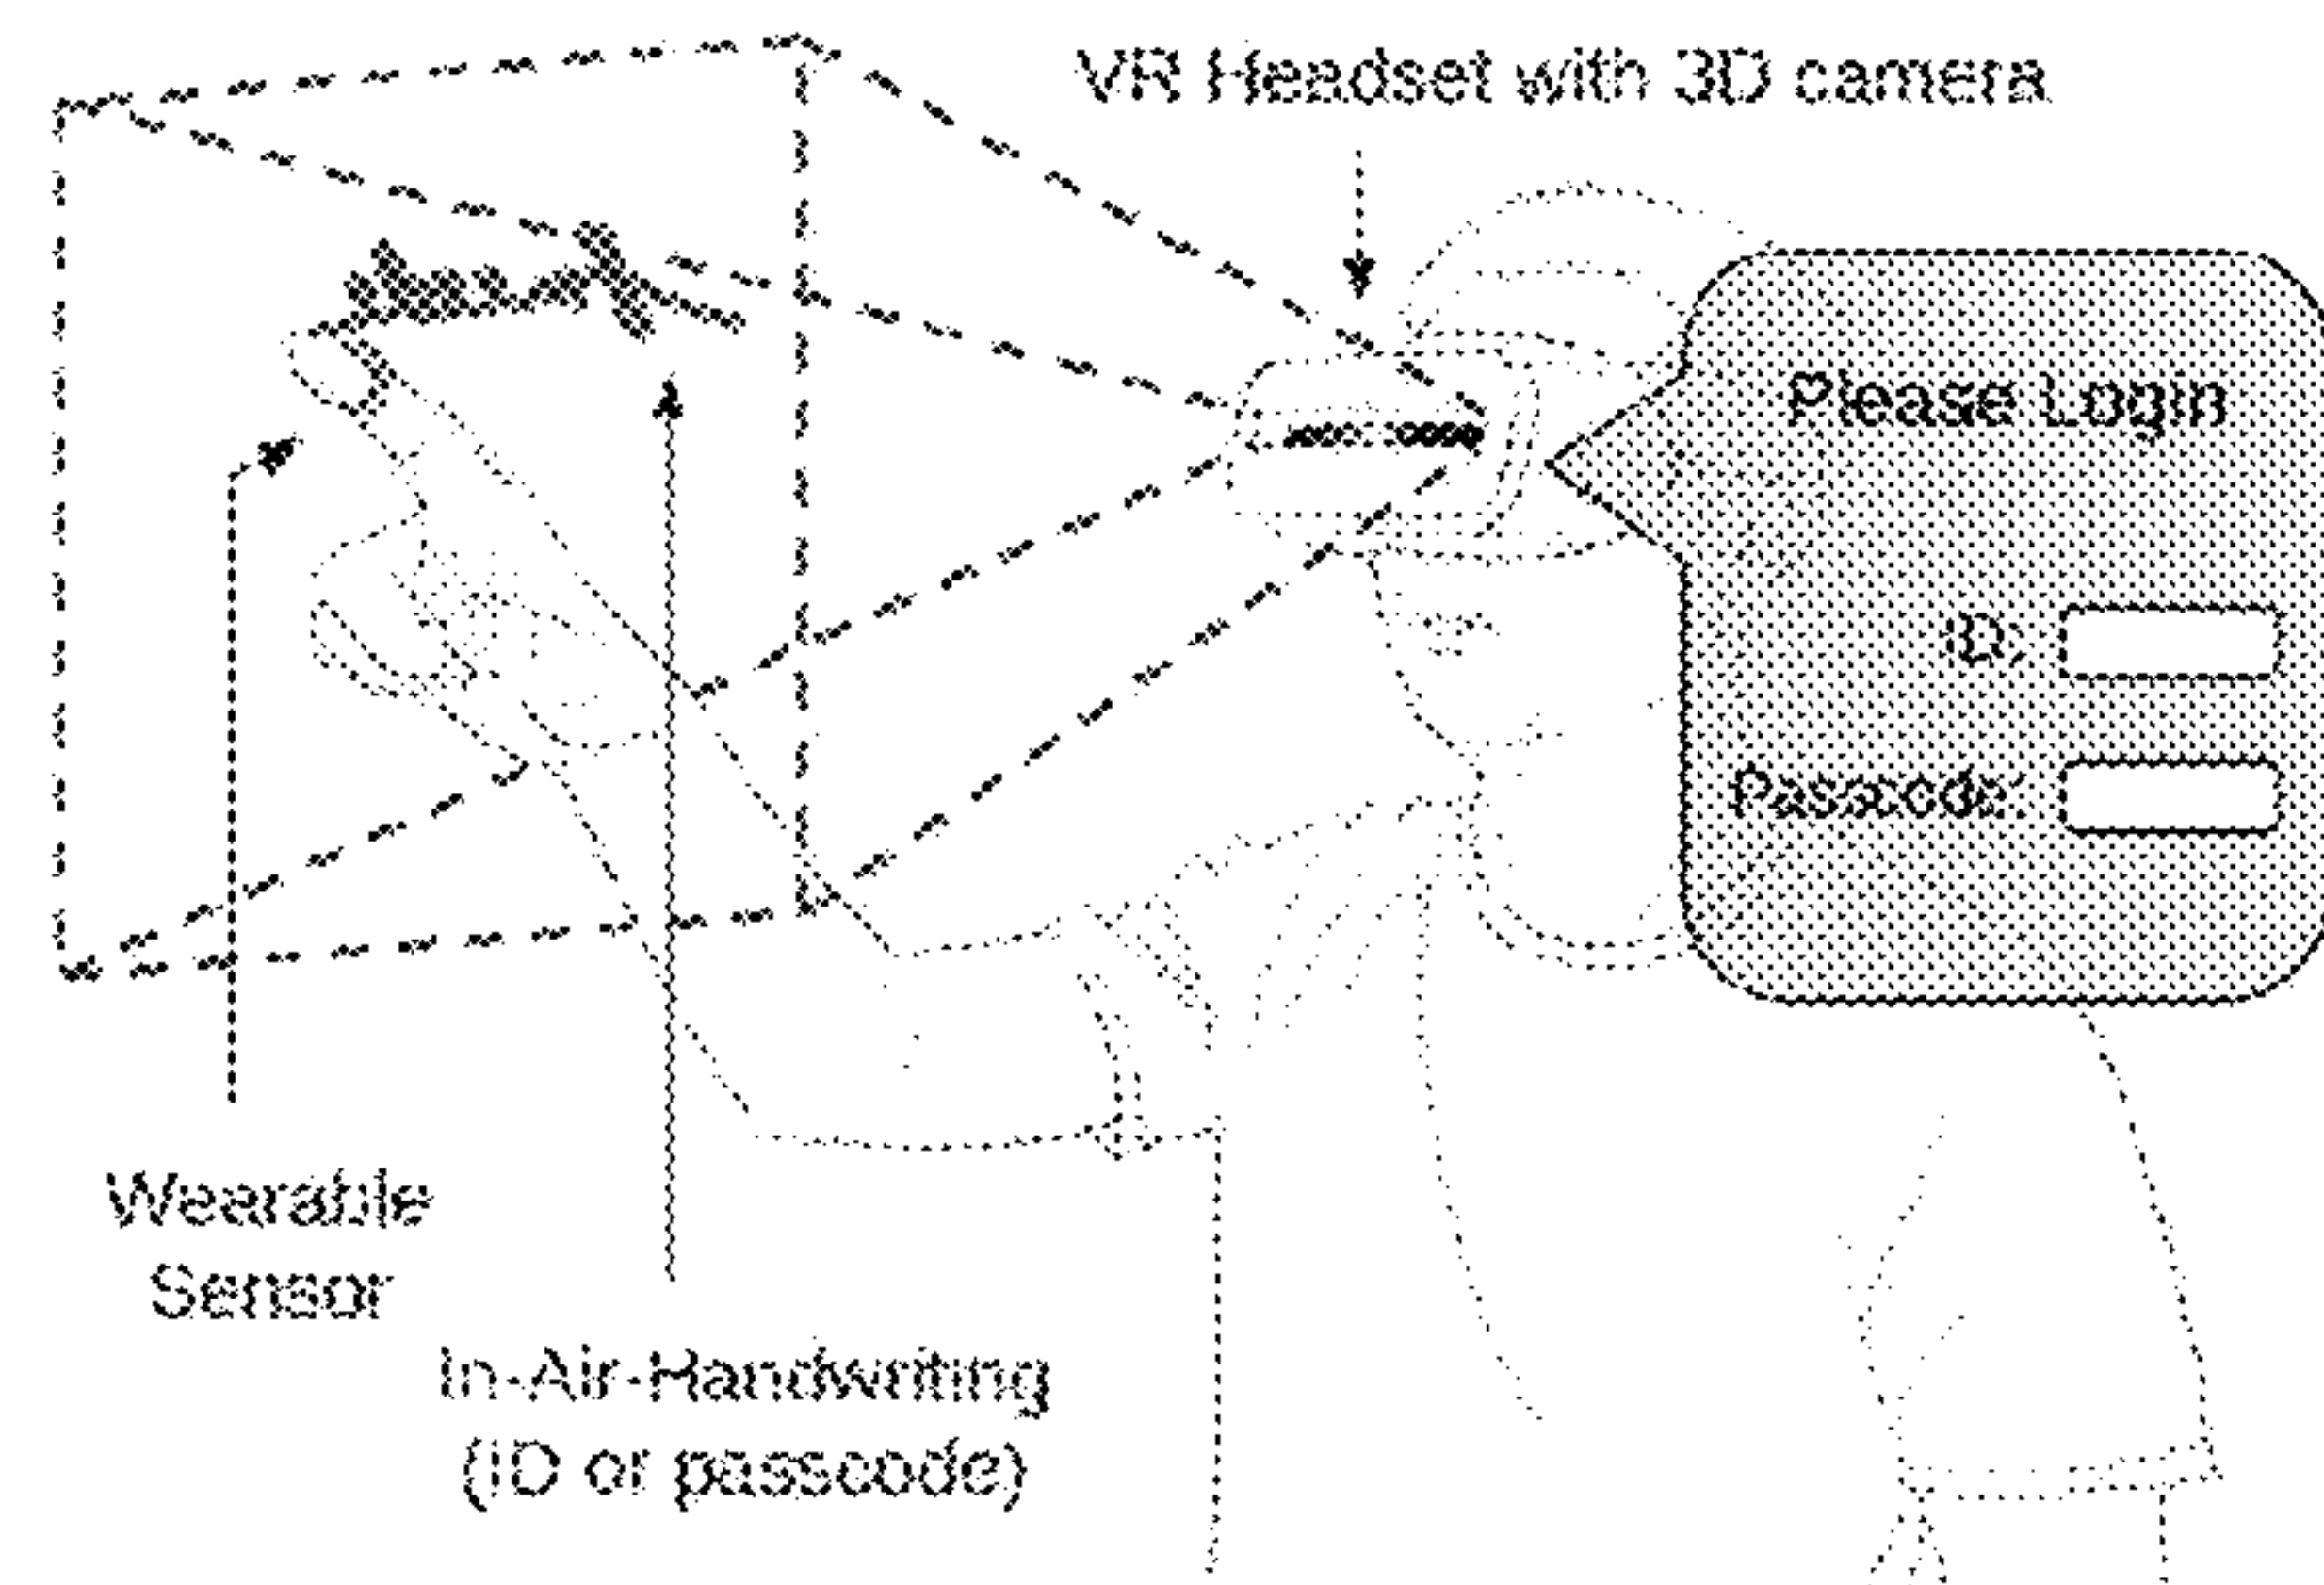 VR Headset with 3D camera
Please Login
ID:
Passcode:
Wearable
Sensor
In-Air-Handwriting
(ID or passcode)